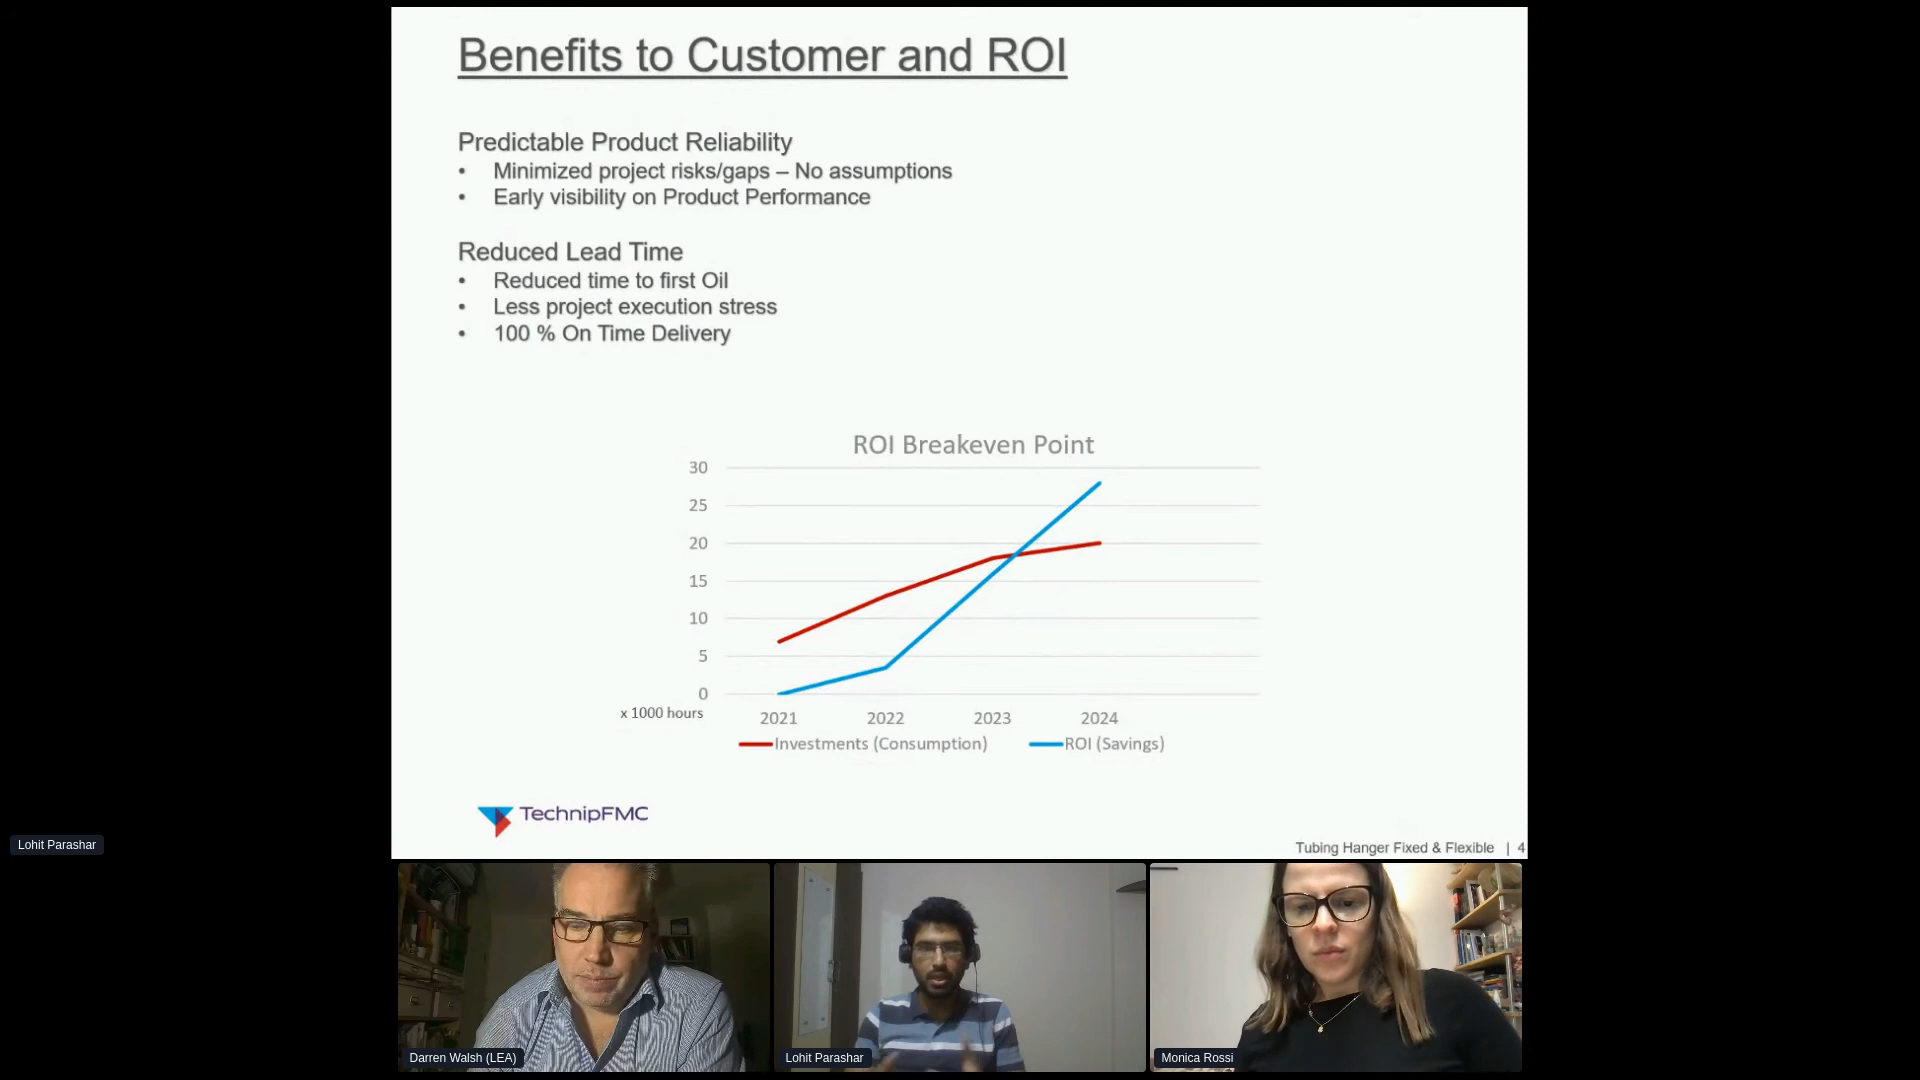 Benefits to Customer and ROI
Predictable Product Reliability
• Minimized project risks/gaps – No assumptions
• Early visibility on Product Performance
Reduced Lead Time
• Reduced time to first Oil
• Less project execution stress
• 100 % On Time Delivery
ROI Breakeven Point
30
25
20
15
10
5
0
x 1000 hours
2021 2022 2023 2024
Investments (Consumption) ROI (Savings)
TechnipFMC
Tubing Hanger Fixed & Flexible | 4
Lohit Parashar
Darren Walsh (LEA)
Lohit Parashar
Monica Rossi